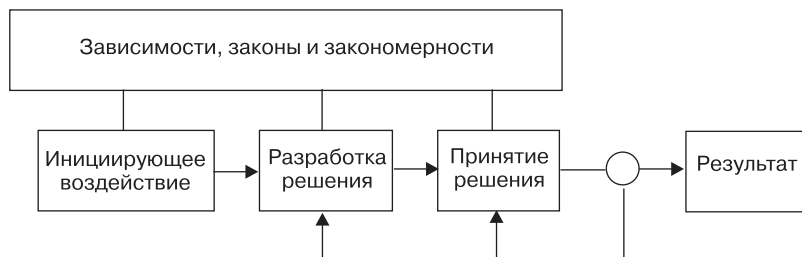 Зависимости, законы и закономерности
Инициирующее
воздействие
Разработка
решения
Принятие
решения
Результат